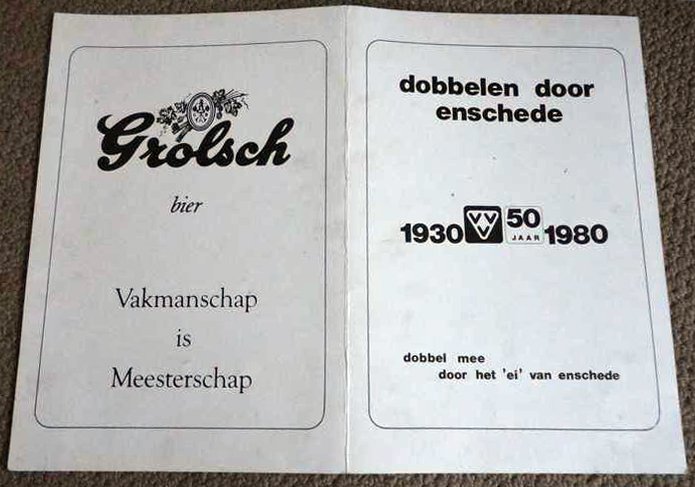 Grolsch
bier
Vakmanschap
is
Meesterschap
dobbelen door
enschede
1930 VVV 50 JAAR 1980
dobbel mee
door het 'ei' van enschede